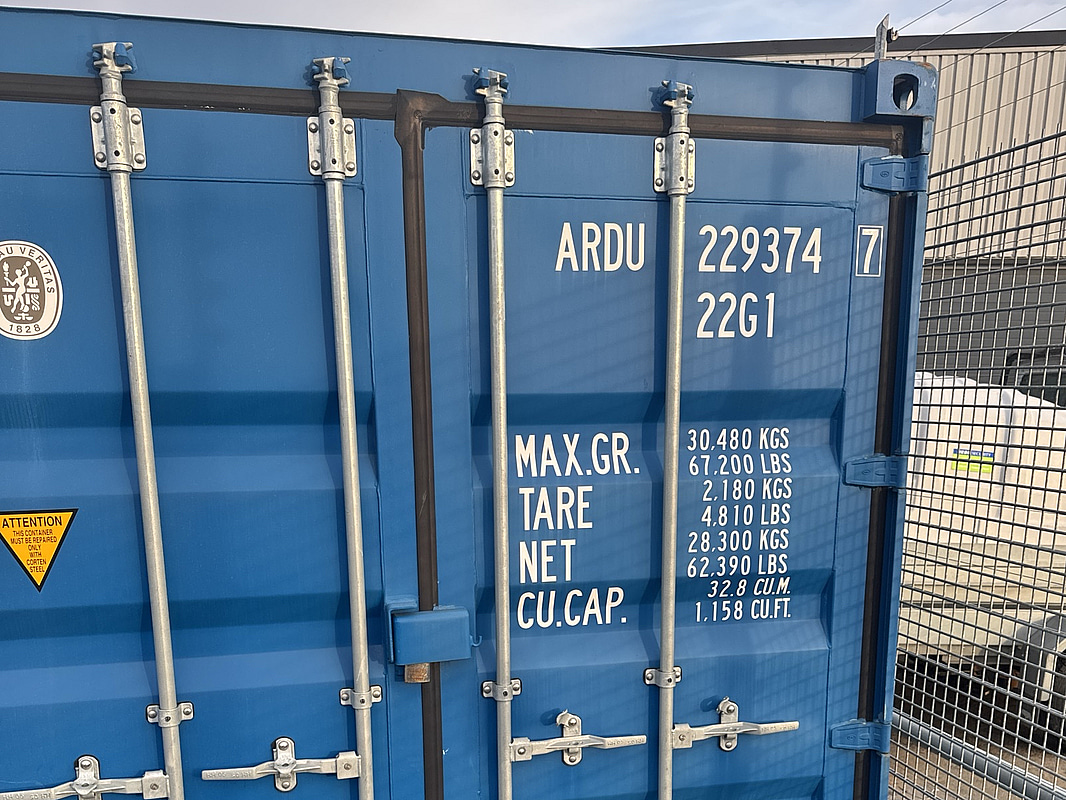 ARDU 229374 7
22G1
AU VERITAS
1828
MAX.GR. 30,480 KGS
67,200 LBS
TARE 2,180 KGS
4,810 LBS
NET 28,300 KGS
62,390 LBS
CU.CAP. 32.8 CU.M.
1,158 CU.FT.
ATTENTION
THIS CONTAINER
MUST BE REPAIRED
ONLY
WITH
CORTEN
STEEL